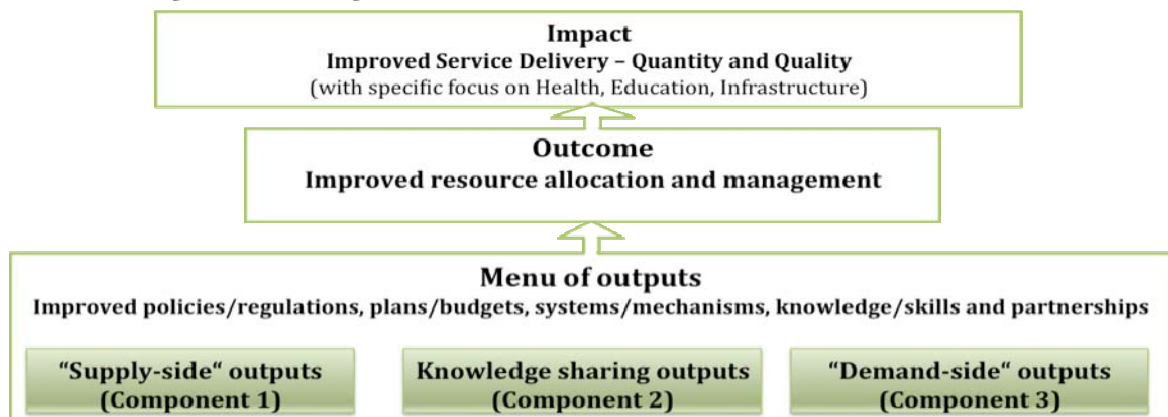 Impact
Improved Service Delivery – Quantity and Quality
(with specific focus on Health, Education, Infrastructure)
Outcome
Improved resource allocation and management
Menu of outputs
Improved policies/regulations, plans/budgets, systems/mechanisms, knowledge/skills and partnerships
“Supply-side“ outputs
(Component 1)
Knowledge sharing outputs
(Component 2)
“Demand-side“ outputs
(Component 3)